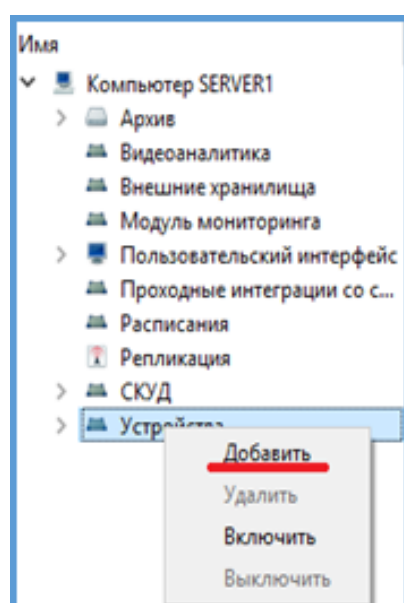 Имя
Компьютер SERVER1
Архив
Видеоаналитика
Внешние хранилища
Модуль мониторинга
Пользовательский интерфейс
Проходные интеграции со с...
Расписания
Репликация
СКУД
Устройства
Добавить
Удалить
Включить
Выключить